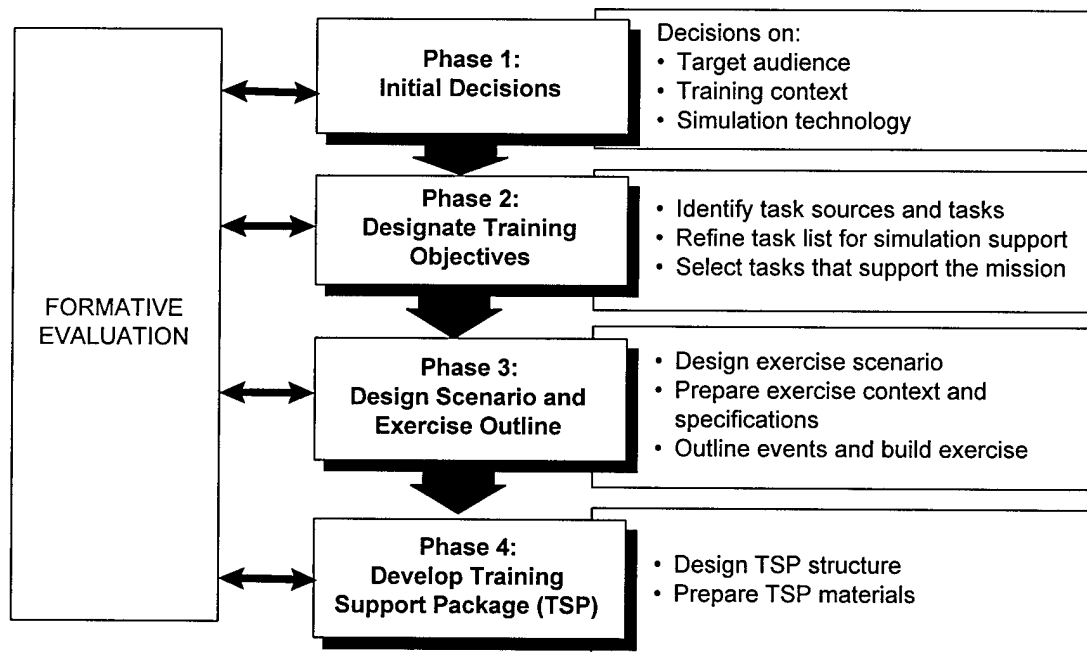 FORMATIVE
EVALUATION
Phase 1:
Initial Decisions
Decisions on:
• Target audience
• Training context
• Simulation technology
Phase 2:
Designate Training
Objectives
• Identify task sources and tasks
• Refine task list for simulation support
• Select tasks that support the mission
Phase 3:
Design Scenario and
Exercise Outline
• Design exercise scenario
• Prepare exercise context and
specifications
• Outline events and build exercise
Phase 4:
Develop Training
Support Package (TSP)
• Design TSP structure
• Prepare TSP materials